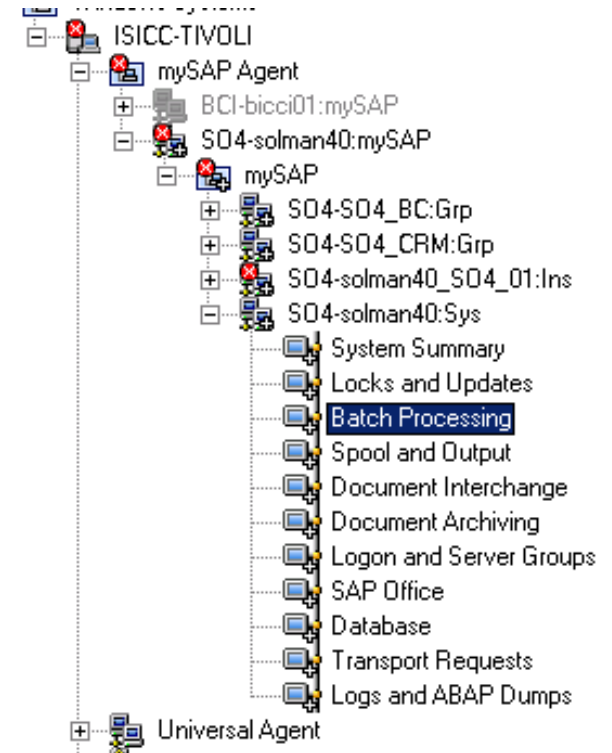 ISICC-TIVOLI
mySAP Agent
BCI-bicci01:mySAP
SO4-solman40:mySAP
mySAP
SO4-SO4_BC:Grp
SO4-SO4_CRM:Grp
SO4-solman40_SO4_01:Ins
SO4-solman40:Sys
System Summary
Locks and Updates
Batch Processing
Spool and Output
Document Interchange
Document Archiving
Logon and Server Groups
SAP Office
Database
Transport Requests
Logs and ABAP Dumps
Universal Agent